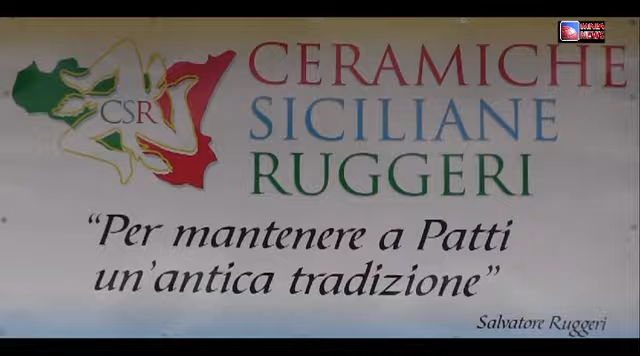 CSR
CERAMICHE
SICILIANE
RUGGERI
“Per mantenere a Patti
un’antica tradizione”
Salvatore Ruggeri